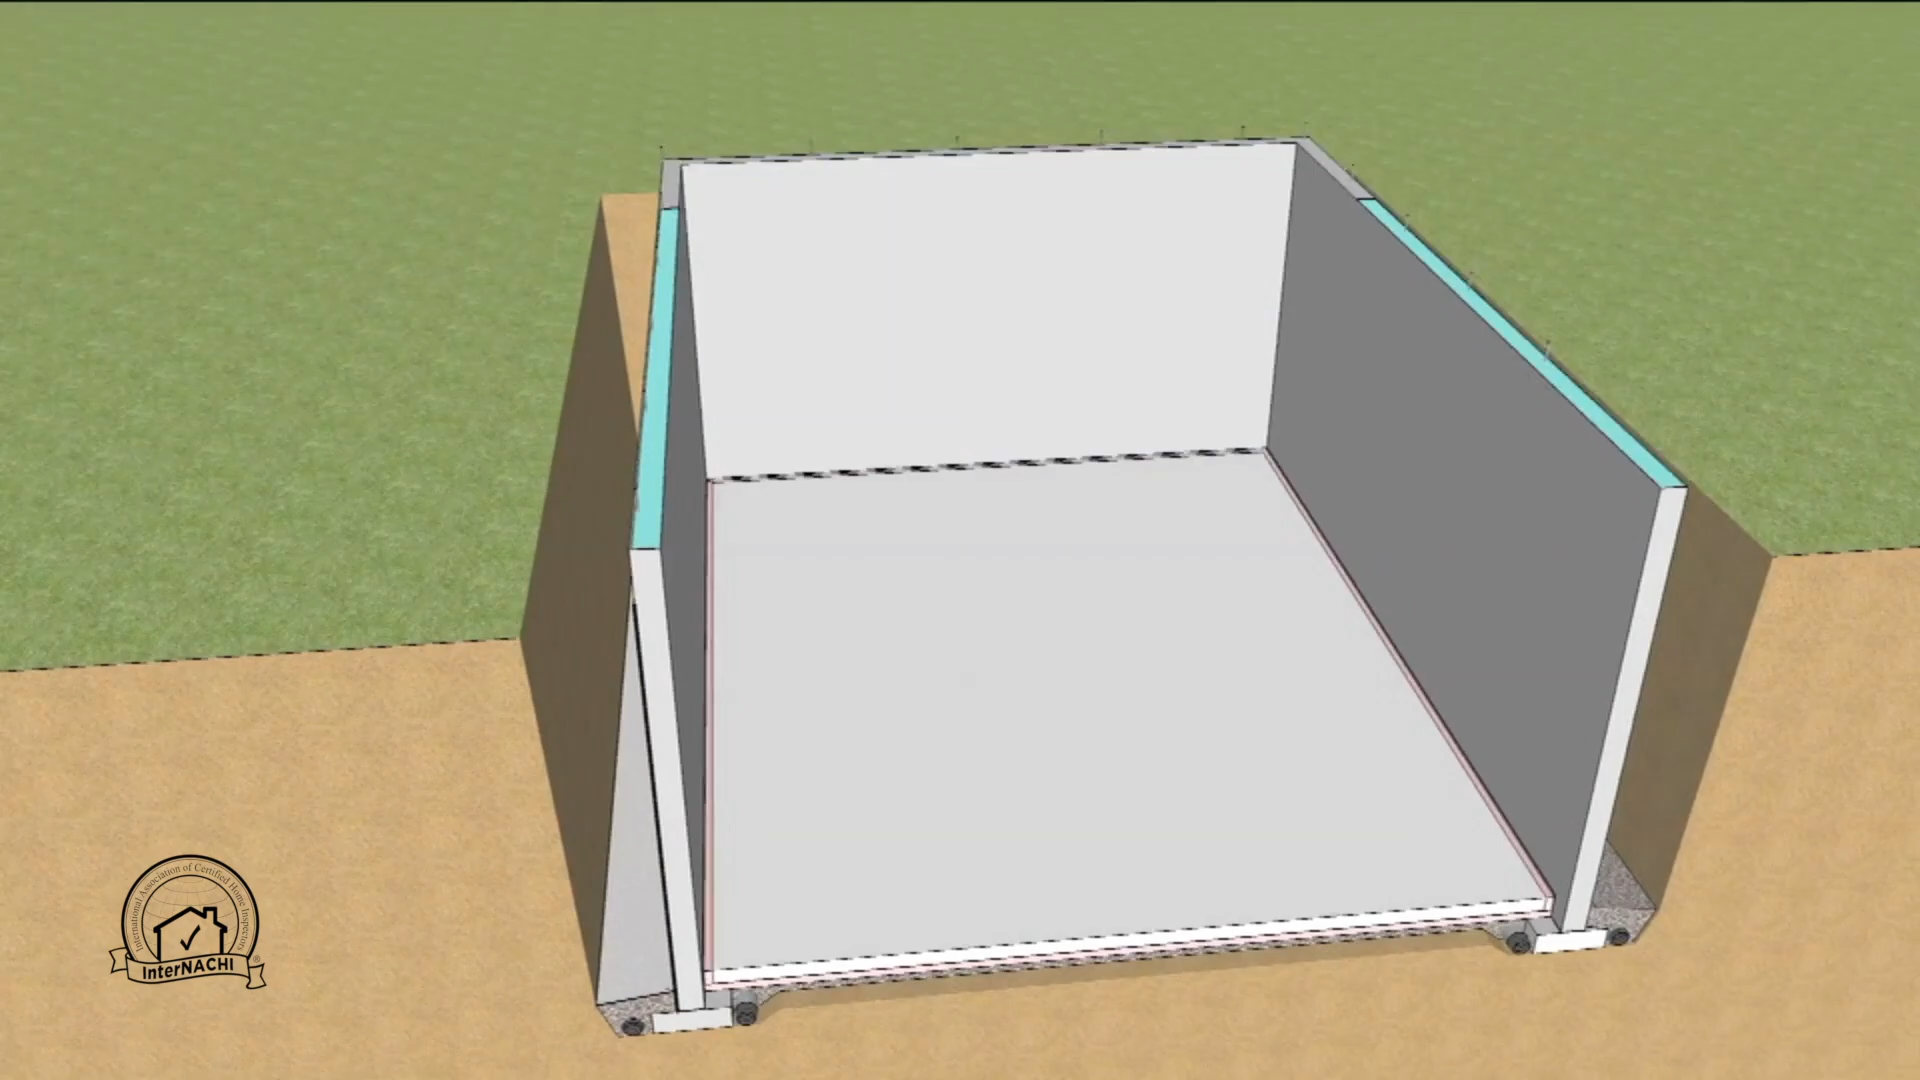 International Association of Certified Home Inspectors
InterNACHI
®